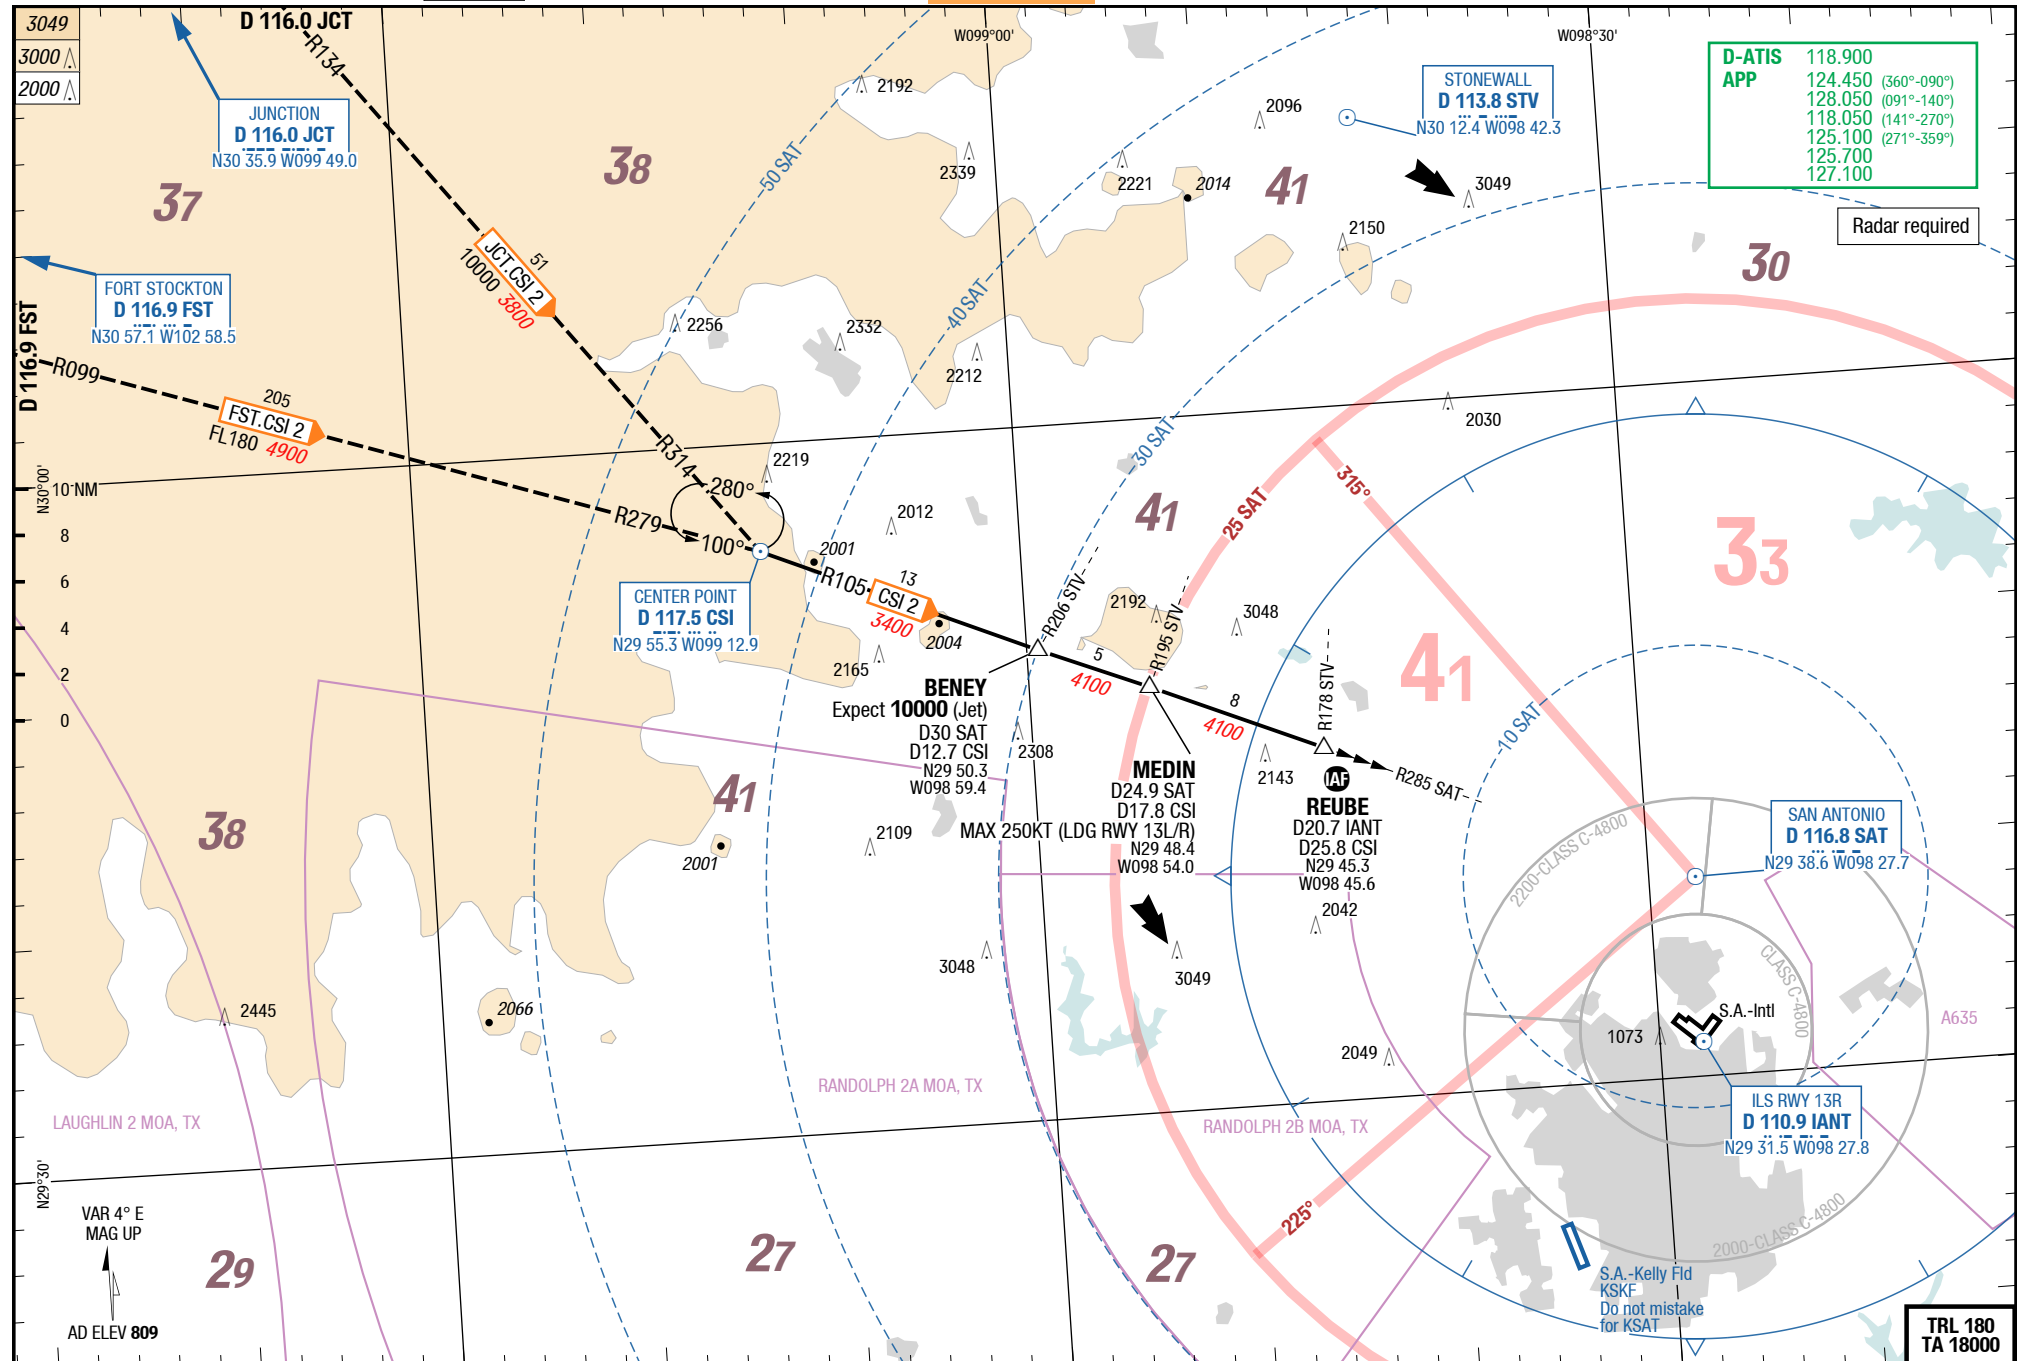 3049
3000
2000
D 116.0 JCT
R134
JUNCTION
D 116.0 JCT
N30 35.9 W099 49.0
37
38
2192
W099°00'
2339
50 SAT
2096
2221
2014
41
STONEWALL
D 113.8 STV
N30 12.4 W098 42.3
W098°30'
3049
2150
D-ATIS 118.900
APP 124.450 (360°-090°)
128.050 (091°-140°)
118.050 (141°-270°)
125.100 (271°-359°)
125.700
127.100
Radar required
30
51
JCT.CSI 2
10000 3800
FORT STOCKTON
D 116.9 FST
N30 57.1 W102 58.5
D 116.9 FST
R099
205
FST.CSI 2
FL180 4900
2256
2332
2212
40 SAT
30 SAT
2030
R314
2219
280°
R279
100°
2012
2001
N30°00'
10 NM
8
6
4
2
0
41
25 SAT
315°
33
R105
13
CSI 2
3400
2004
CENTER POINT
D 117.5 CSI
N29 55.3 W099 12.9
2165
R206 STV
2192
R195 STV
3048
5
4100
8
4100
R178 STV
41
10 SAT
BENEY
Expect 10000 (Jet)
D30 SAT
D12.7 CSI
N29 50.3
W098 59.4
2308
MEDIN
D24.9 SAT
D17.8 CSI
MAX 250KT (LDG RWY 13L/R)
N29 48.4
W098 54.0
2143
IAF
REUBE
D20.7 IANT
D25.8 CSI
N29 45.3
W098 45.6
R285 SAT
41
38
2001
2109
2042
3048
3049
2200-CLASS C-4800
SAN ANTONIO
D 116.8 SAT
N29 38.6 W098 27.7
CLASS C-4800
2445
2066
1073
S.A.-Intl
A635
2049
RANDOLPH 2A MOA, TX
LAUGHLIN 2 MOA, TX
RANDOLPH 2B MOA, TX
ILS RWY 13R
D 110.9 IANT
N29 31.5 W098 27.8
N29°30'
225°
2000-CLASS C-4800
VAR 4° E
MAG UP
AD ELEV 809
29
27
27
S.A.-Kelly Fld
KSKF
Do not mistake
for KSAT
TRL 180
TA 18000